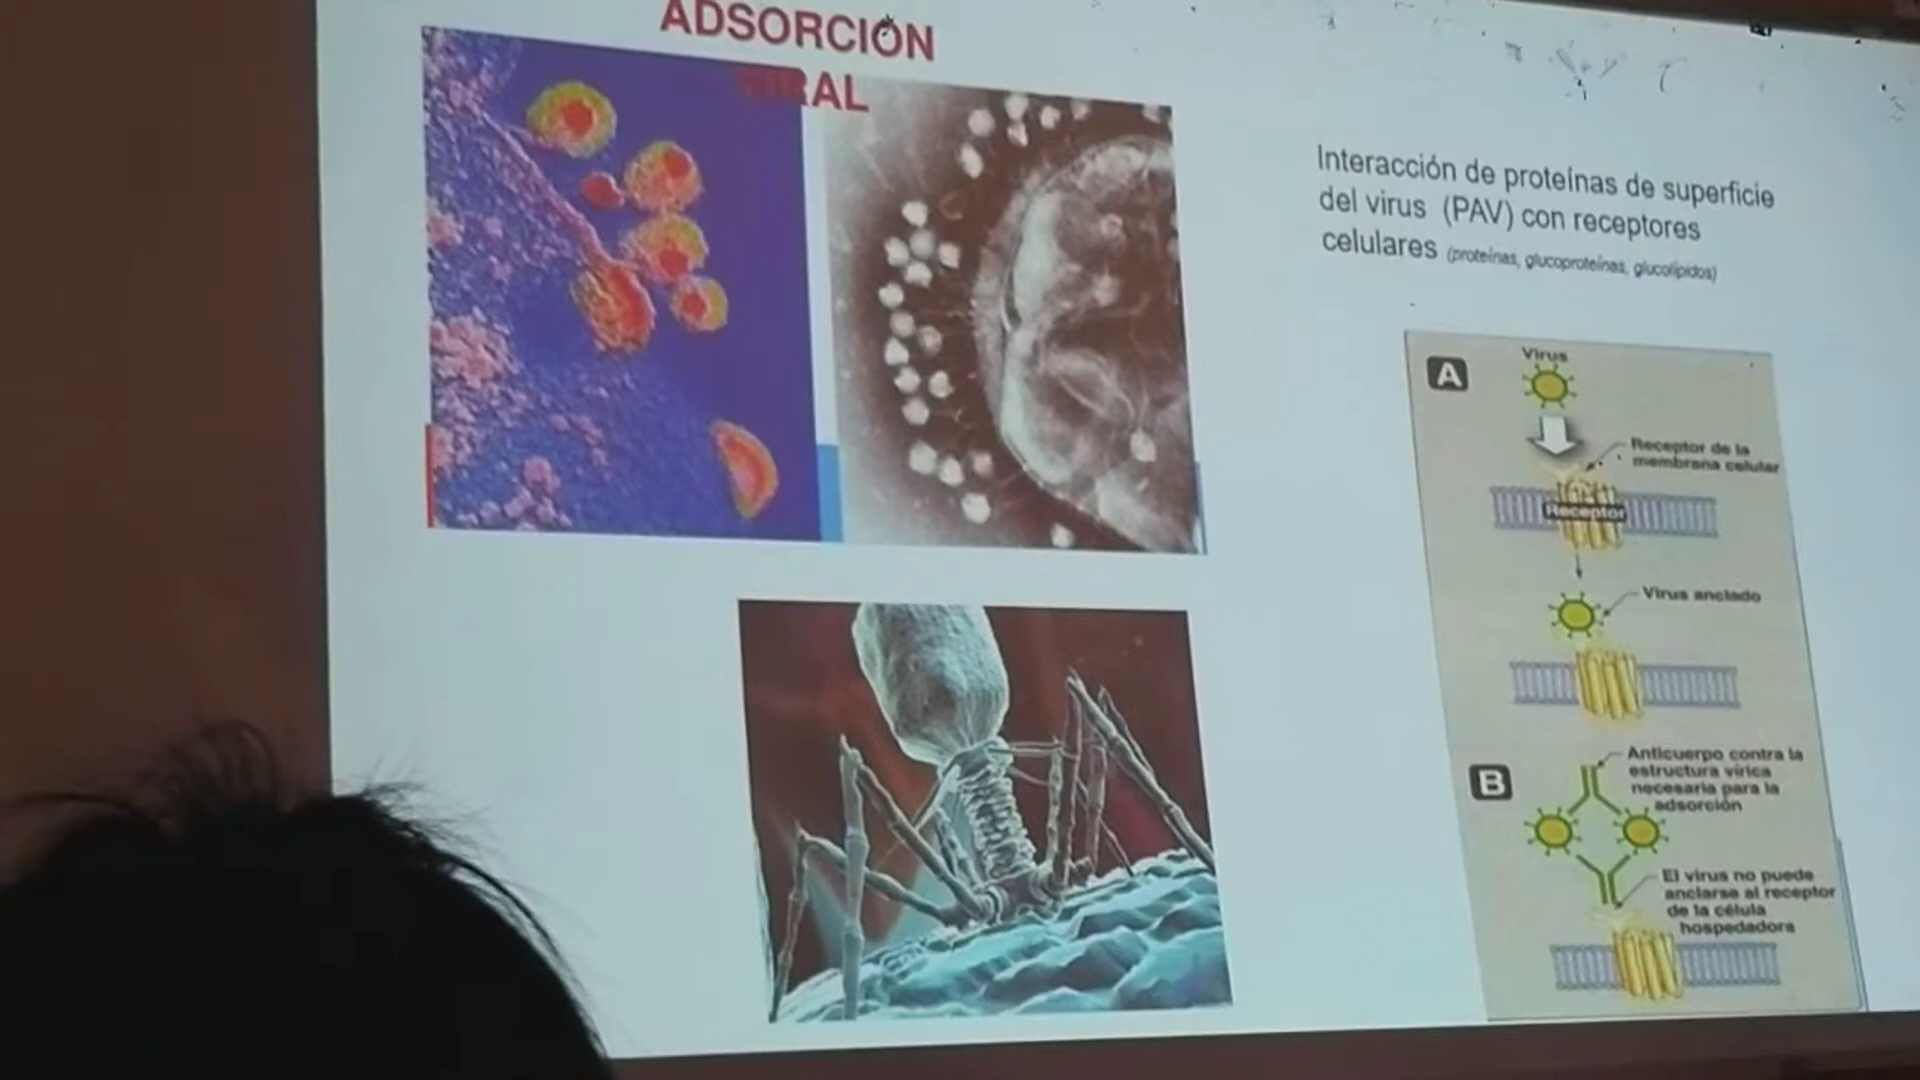 ADSORCIÓN
VIRAL
Interacción de proteínas de superficie
del virus (PAV) con receptores
celulares (proteínas, glucoproteínas, glucolípidos)
A
Virus
Receptor de la
membrana celular
Receptor
Virus anclado
B
Anticuerpo contra la
estructura vírica
necesaria para la
adsorción
El virus no puede
anclarse al receptor
de la célula
hospedadora